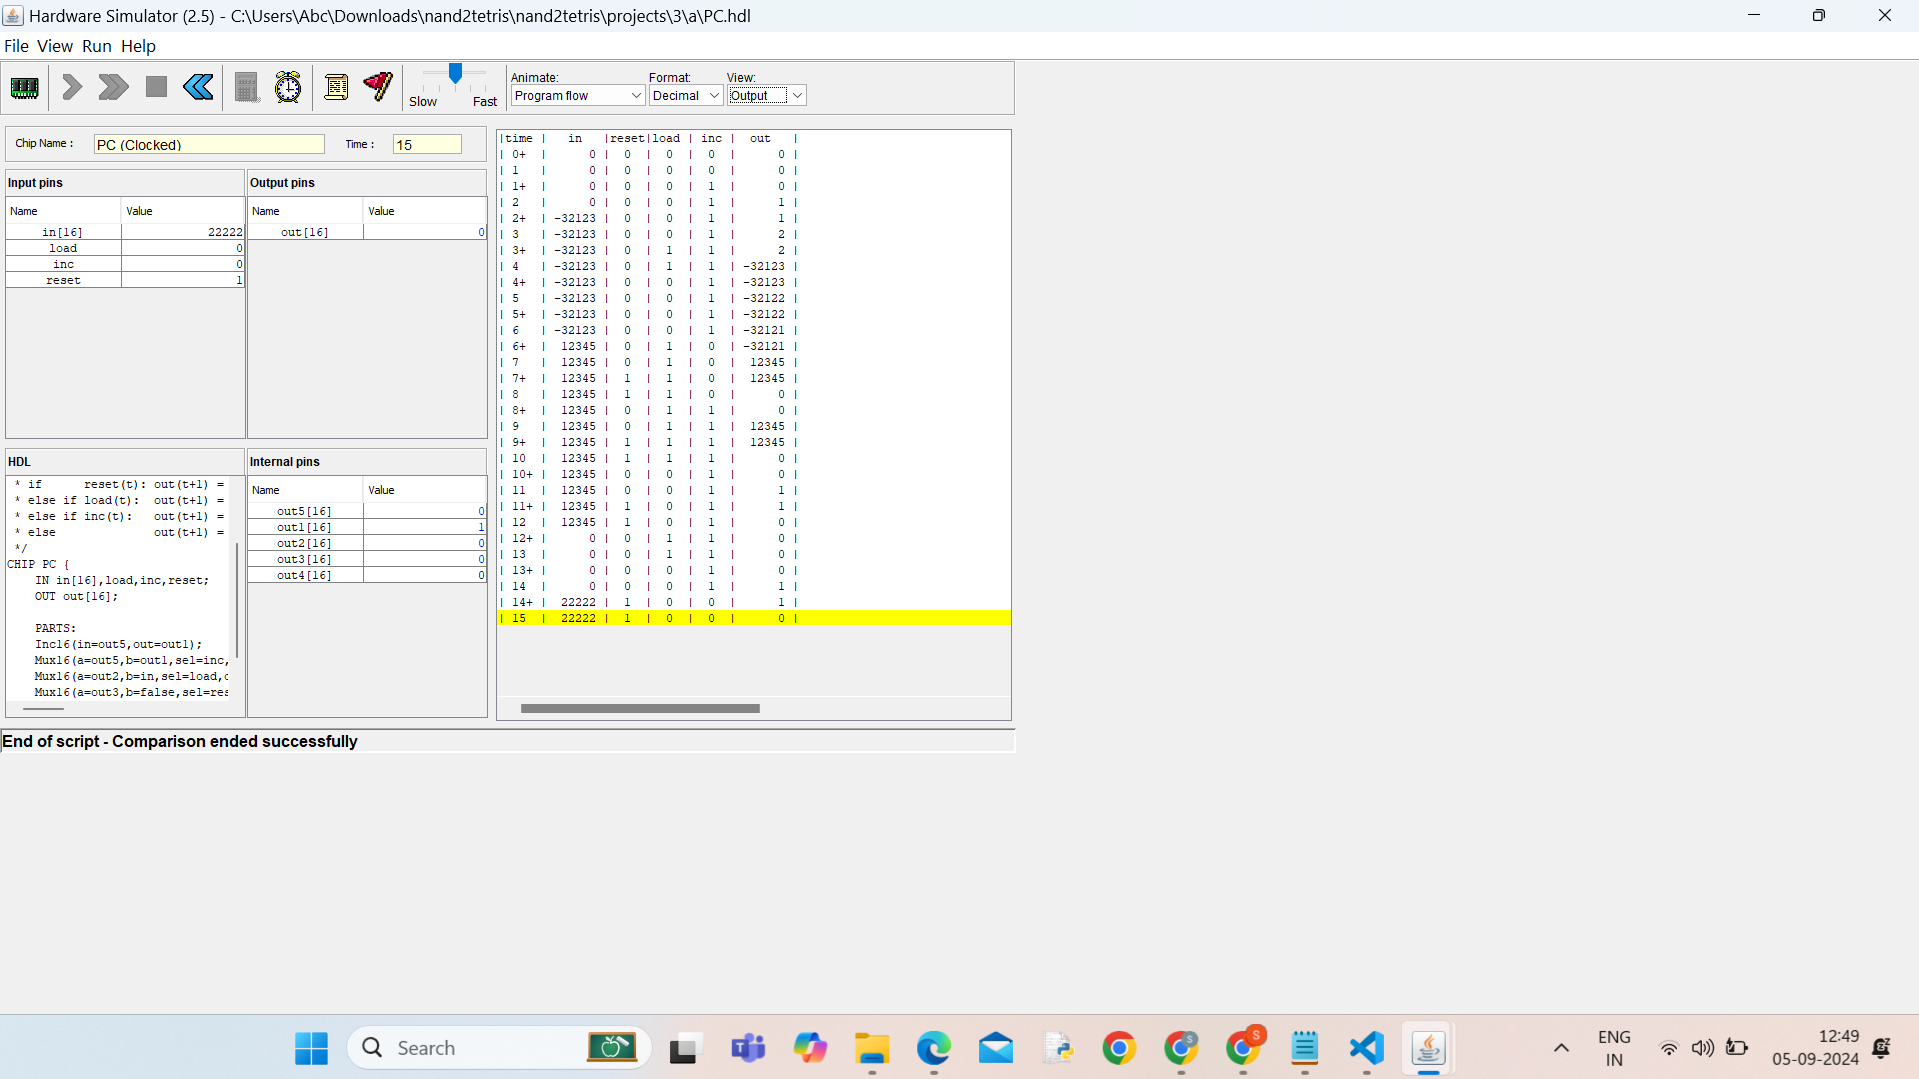 Hardware Simulator (2.5) - C:\Users\Abc\Downloads\nand2tetris\nand2tetris\projects\3\a\PC.hdl
File View Run Help
Slow Fast
Animate: Format: View:
Program flow Decimal Output
Chip Name : PC (Clocked) Time : 15
Input pins
Name Value
in[16] 22222
load 0
inc 0
reset 1
Output pins
Name Value
out[16] 0
HDL
* if reset(t): out(t+1) =
* else if load(t): out(t+1) =
* else if inc(t): out(t+1) =
* else out(t+1) =
*/
CHIP PC {
IN in[16],load,inc,reset;
OUT out[16];
PARTS:
Inc16(in=out5,out=out1);
Mux16(a=out5,b=out1,sel=inc,
Mux16(a=out2,b=in,sel=load,
Mux16(a=out3,b=false,sel=res
Internal pins
Name Value
out5[16] 0
out1[16] 1
out2[16] 0
out3[16] 0
out4[16] 0
|time | in |reset|load | inc | out |
| 0+ | 0 | 0 | 0 | 0 | 0 |
| 1 | 0 | 0 | 0 | 0 | 0 |
| 1+ | 0 | 0 | 0 | 1 | 0 |
| 2 | 0 | 0 | 0 | 1 | 1 |
| 2+ | -32123 | 0 | 0 | 1 | 1 |
| 3 | -32123 | 0 | 0 | 1 | 2 |
| 3+ | -32123 | 0 | 1 | 1 | 2 |
| 4 | -32123 | 0 | 1 | 1 | -32123 |
| 4+ | -32123 | 0 | 0 | 1 | -32123 |
| 5 | -32123 | 0 | 0 | 1 | -32122 |
| 5+ | -32123 | 0 | 0 | 1 | -32122 |
| 6 | -32123 | 0 | 0 | 1 | -32121 |
| 6+ | 12345 | 0 | 1 | 0 | -32121 |
| 7 | 12345 | 0 | 1 | 0 | 12345 |
| 7+ | 12345 | 1 | 1 | 0 | 12345 |
| 8 | 12345 | 1 | 1 | 0 | 0 |
| 8+ | 12345 | 0 | 1 | 1 | 0 |
| 9 | 12345 | 0 | 1 | 1 | 12345 |
| 9+ | 12345 | 1 | 1 | 1 | 12345 |
| 10 | 12345 | 1 | 1 | 1 | 0 |
| 10+ | 12345 | 0 | 0 | 1 | 0 |
| 11 | 12345 | 0 | 0 | 1 | 1 |
| 11+ | 12345 | 1 | 0 | 1 | 1 |
| 12 | 12345 | 1 | 0 | 1 | 0 |
| 12+ | 0 | 0 | 1 | 1 | 0 |
| 13 | 0 | 0 | 1 | 1 | 0 |
| 13+ | 0 | 0 | 0 | 1 | 0 |
| 14 | 0 | 0 | 0 | 1 | 1 |
| 14+ | 22222 | 1 | 0 | 0 | 1 |
| 15 | 22222 | 1 | 0 | 0 | 0 |
End of script - Comparison ended successfully
Search
ENG
IN
12:49
05-09-2024